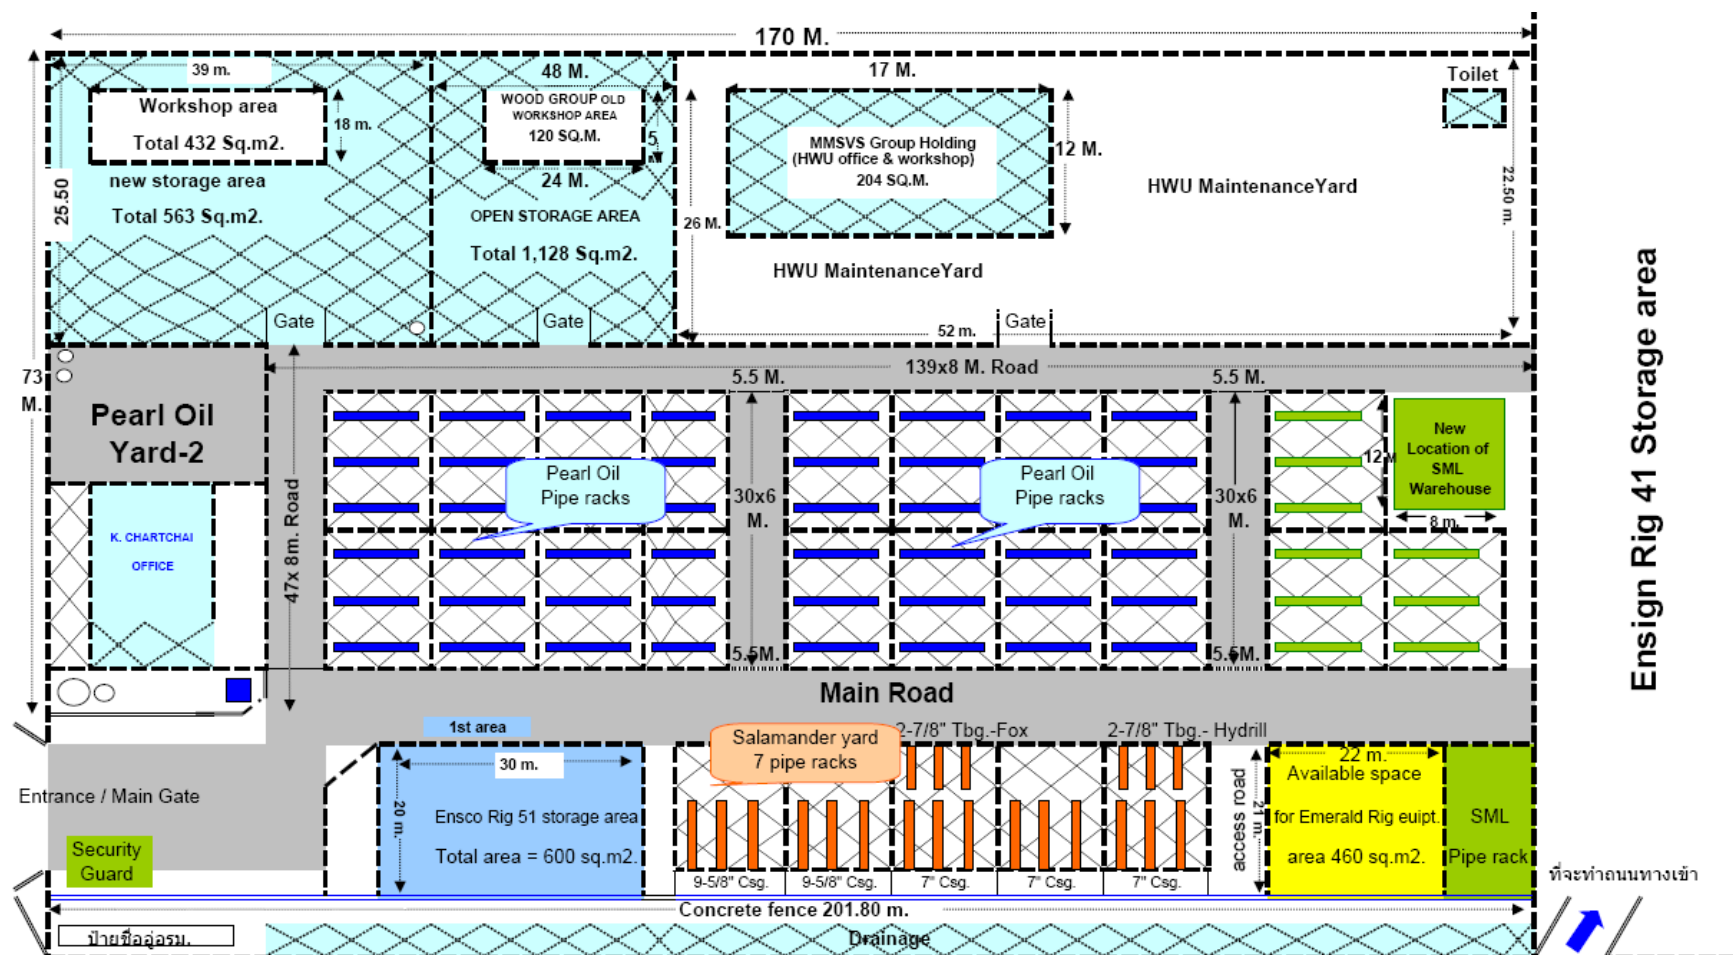 170 M.
39 m.
48 M.
17 M.
Toilet
Workshop area
Total 432 Sq.m2.
18 m.
WOOD GROUP OLD
WORKSHOP AREA
120 SQ.M.
5
MMSVS Group Holding
(HWU office & workshop)
204 SQ.M.
12 M.
new storage area
Total 563 Sq.m2.
25.50
24 M.
OPEN STORAGE AREA
Total 1,128 Sq.m2.
26 M.
HWU MaintenanceYard
HWU MaintenanceYard
22.50 m.
Gate
Gate
52 m.
Gate
73
M.
139x8 M. Road
5.5 M.
5.5 M.
Pearl Oil
Yard-2
47x 8m. Road
Pearl Oil
Pipe racks
30x6
M.
Pearl Oil
Pipe racks
30x6
M.
12 M
New
Location of
SML
Warehouse
8 m.
K. CHARTCHAI
OFFICE
5.5M.
5.5M.
Main Road
Ensign Rig 41 Storage area
1st area
Salamander yard
7 pipe racks
2-7/8" Tbg.-Fox
2-7/8" Tbg.- Hydrill
30 m.
20 m.
Ensco Rig 51 storage area
Total area = 600 sq.m2.
access road
21 m.
22 m.
Available space
for Emerald Rig euipt.
area 460 sq.m2.
SML
Pipe rack
Entrance / Main Gate
Security
Guard
9-5/8" Csg.
9-5/8" Csg.
7" Csg.
7" Csg.
7" Csg.
ที่จะทำถนนทางเข้า
Concrete fence 201.80 m.
ป้ายชื่ออู่อรม.
Drainage